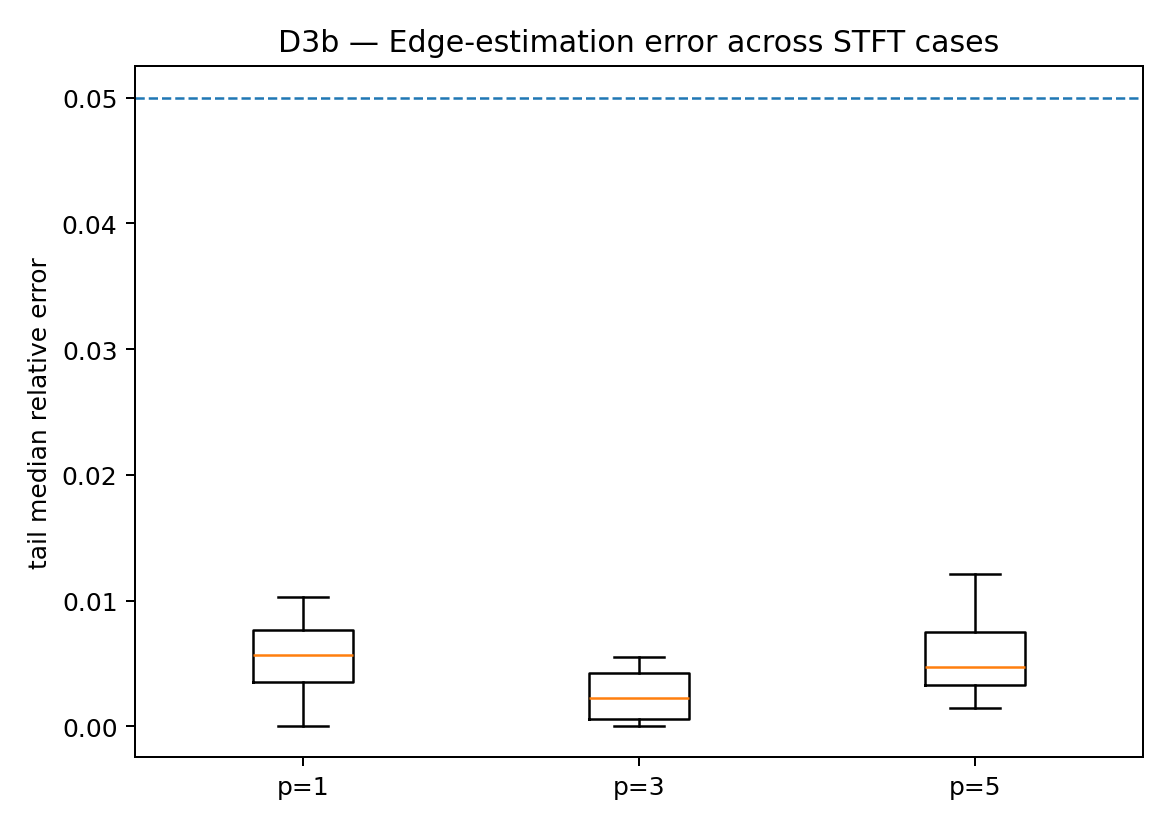 D3b — Edge-estimation error across STFT cases
tail median relative error
0.05
0.04
0.03
0.02
0.01
0.00
p=1
p=3
p=5